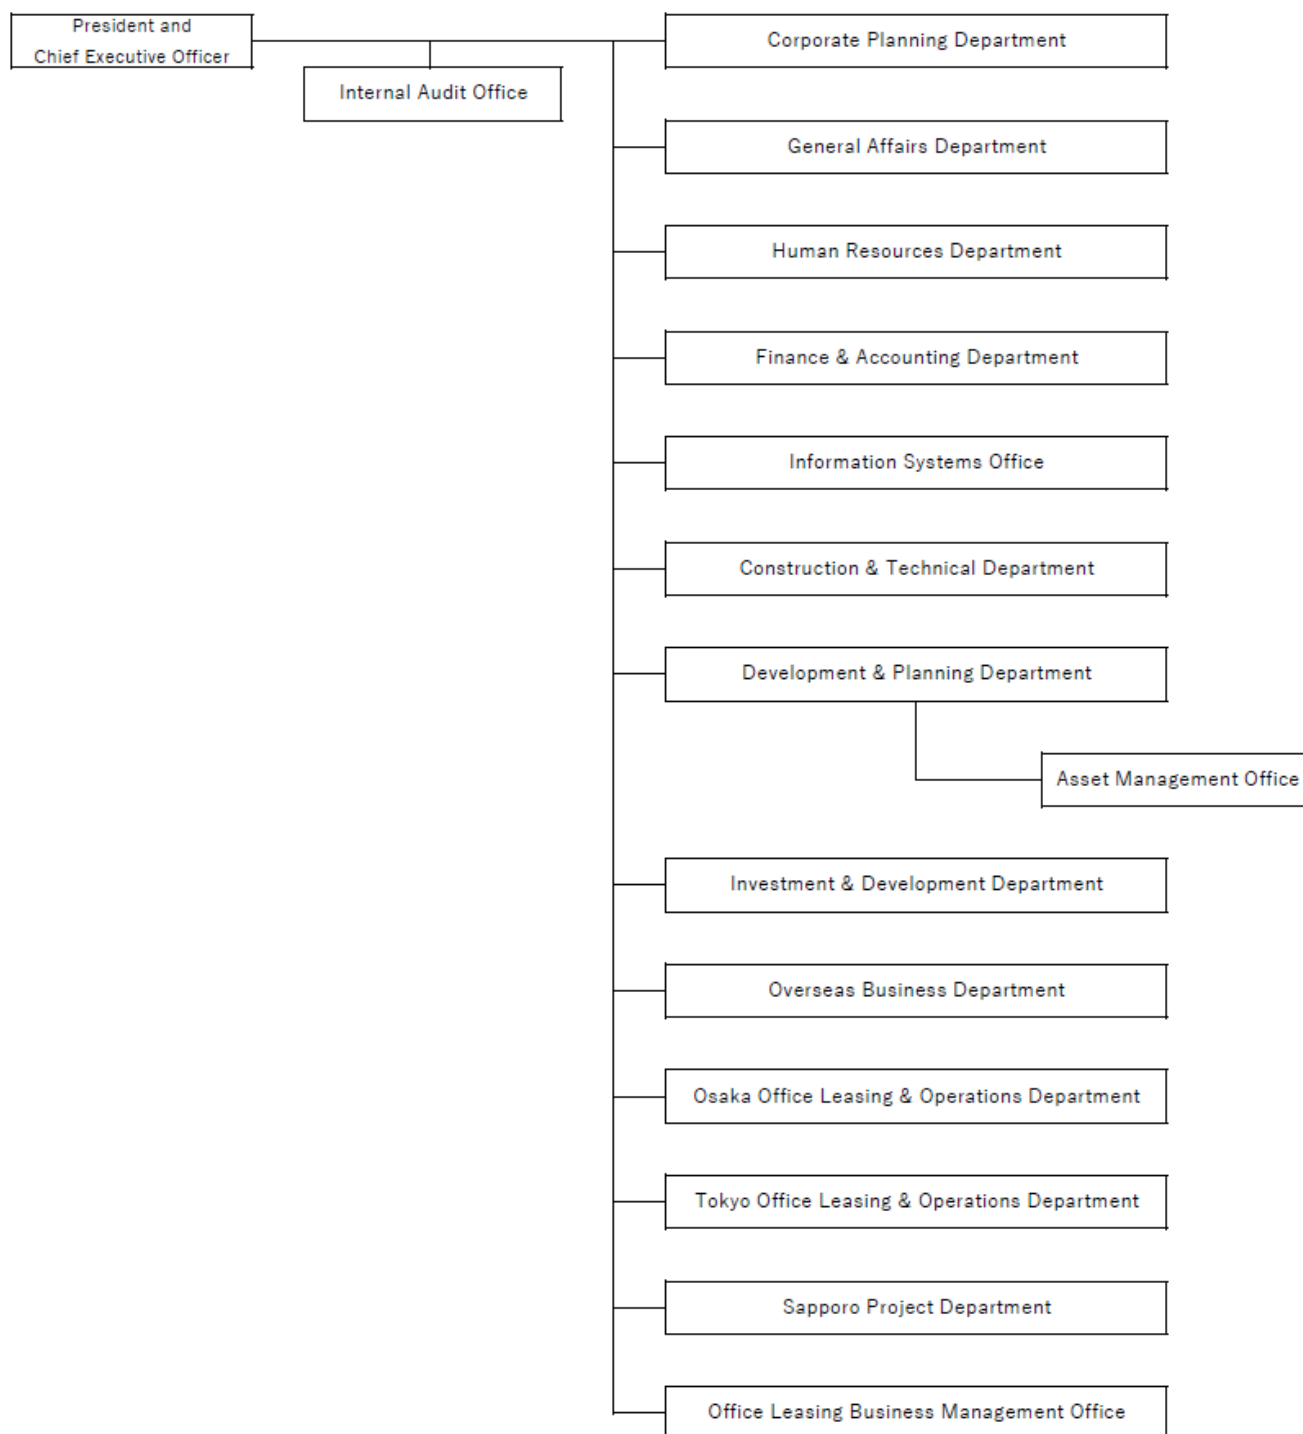 President and
Chief Executive Officer
Corporate Planning Department
Internal Audit Office
General Affairs Department
Human Resources Department
Finance & Accounting Department
Information Systems Office
Construction & Technical Department
Development & Planning Department
Asset Management Office
Investment & Development Department
Overseas Business Department
Osaka Office Leasing & Operations Department
Tokyo Office Leasing & Operations Department
Sapporo Project Department
Office Leasing Business Management Office